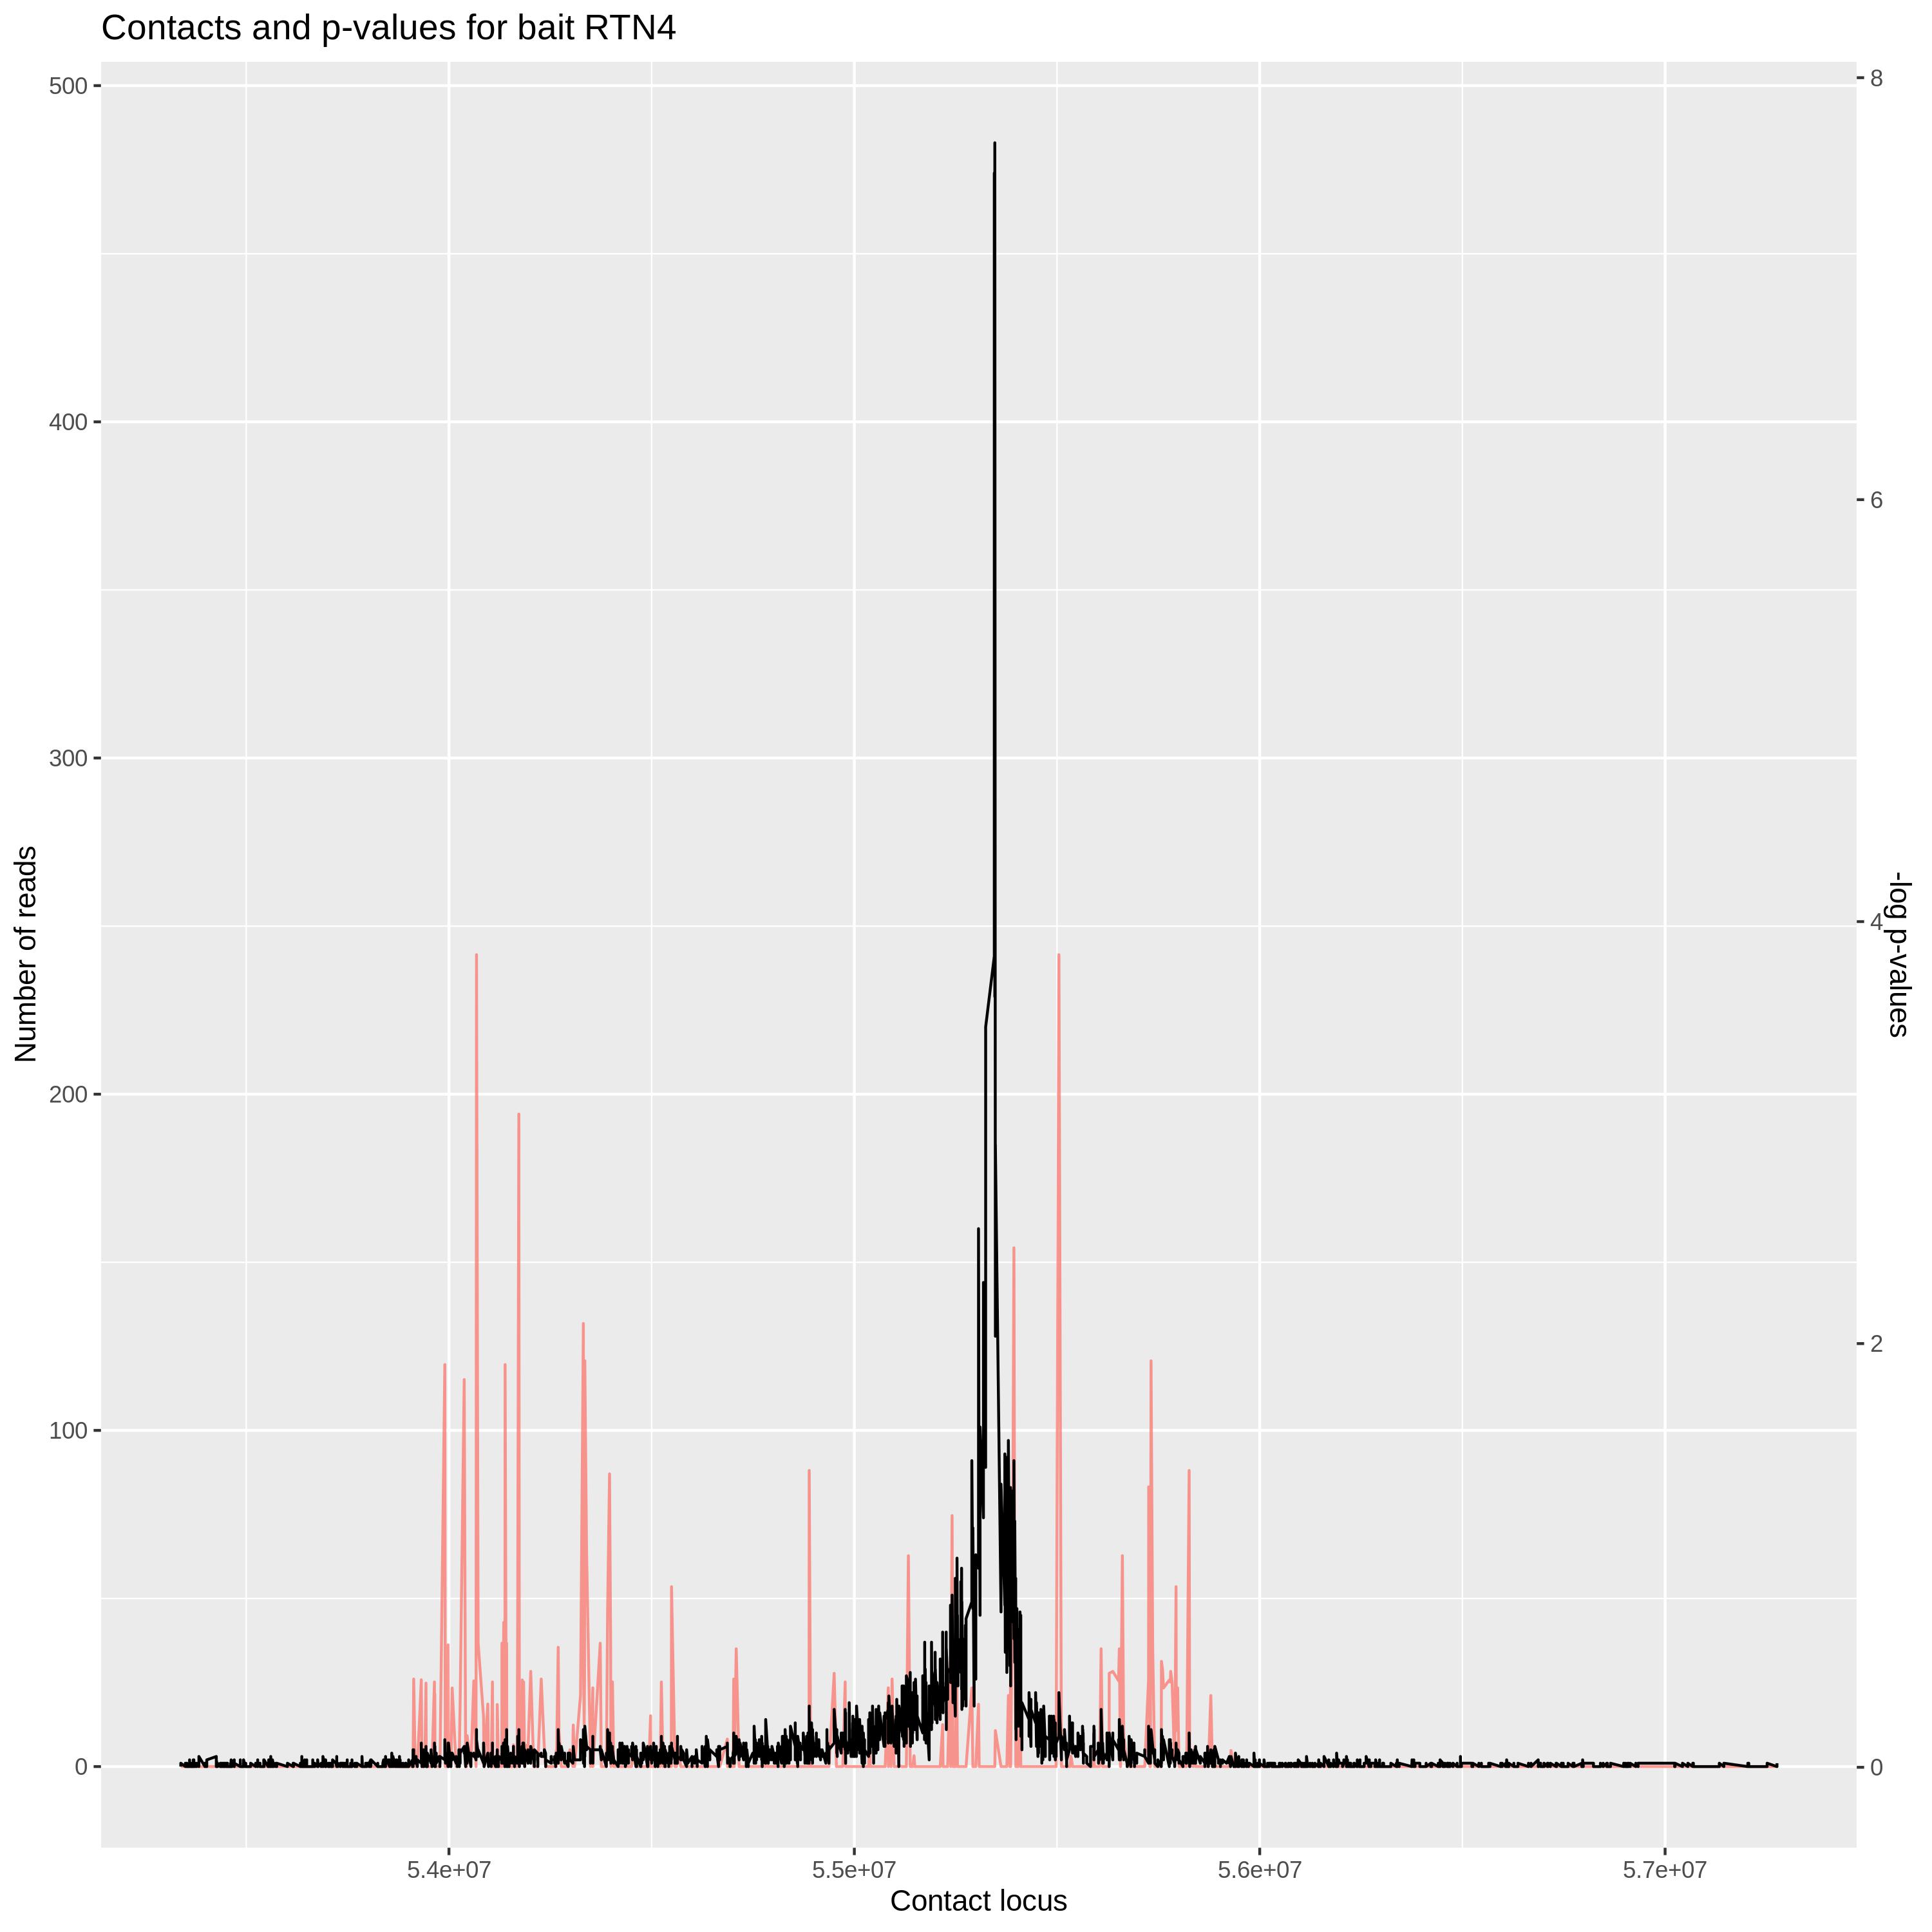 Contacts and p-values for bait RTN4
500
400
300
200
100
0
Number of reads
8
6
4
2
0
-log p-values
5.4e+07
5.5e+07
5.6e+07
5.7e+07
Contact locus